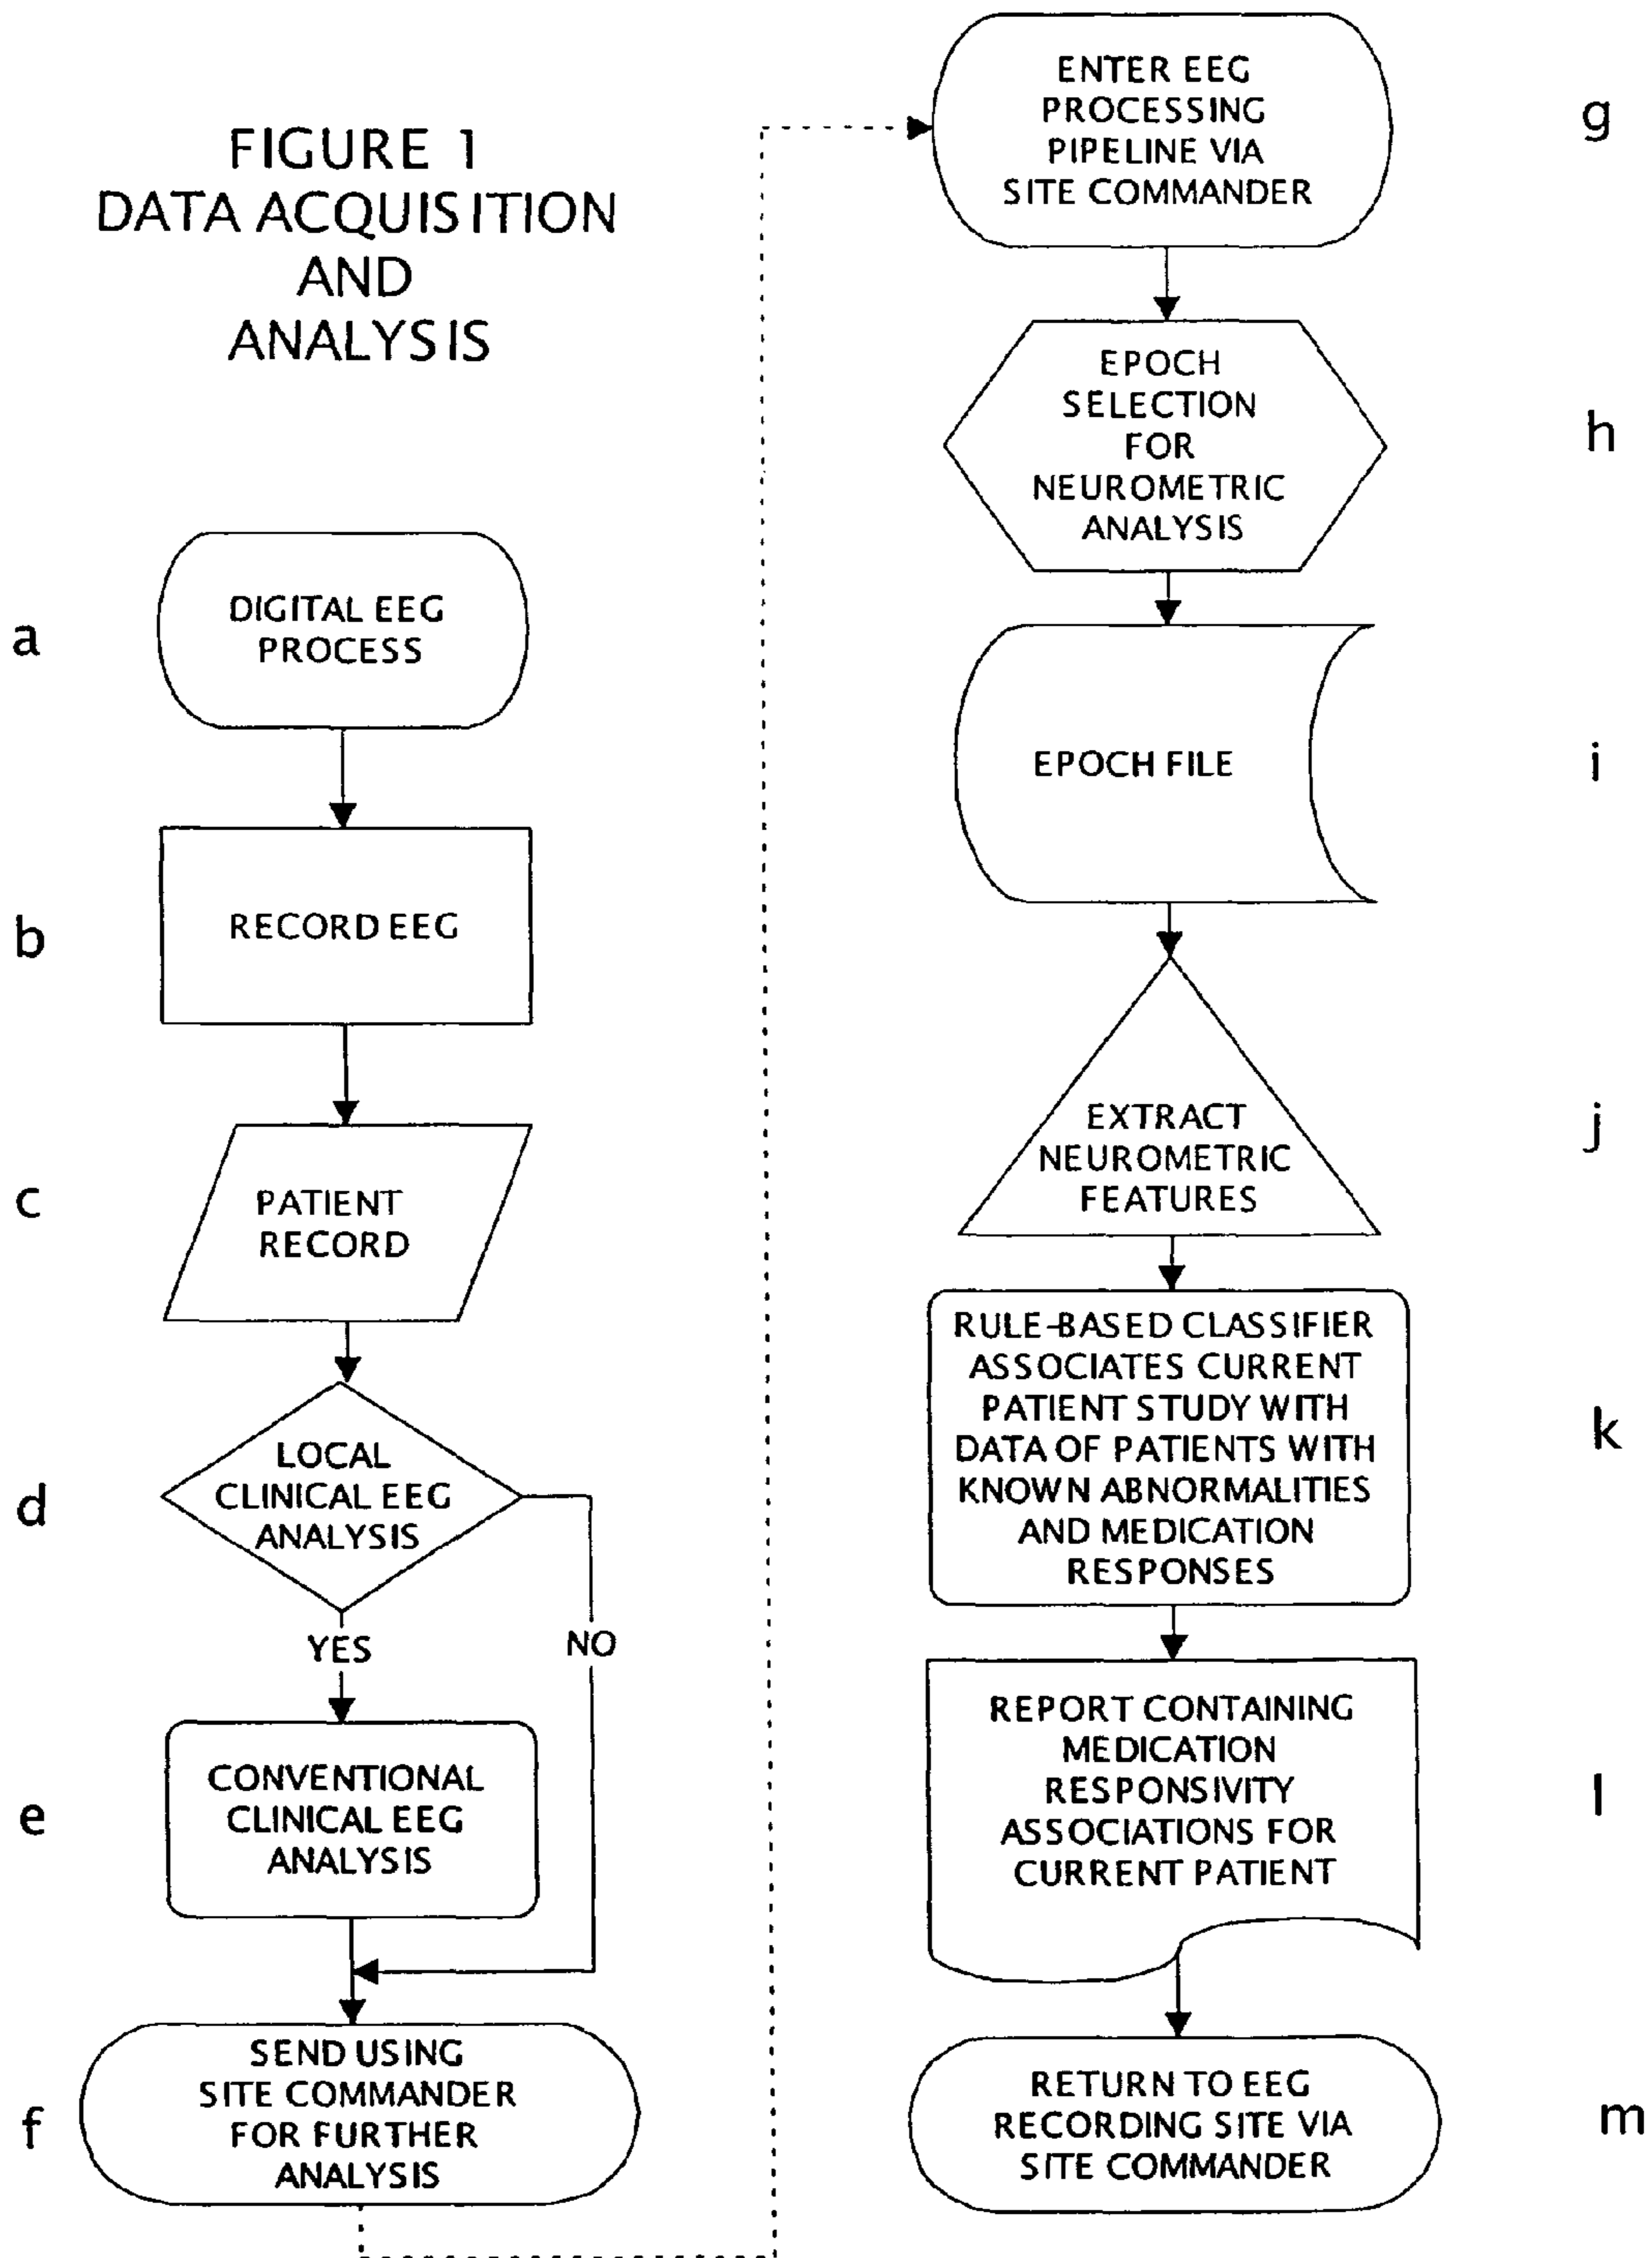 FIGURE 1
DATA ACQUISITION
AND
ANALYSIS
a
DIGITAL EEG
PROCESS
b
RECORD EEG
c
PATIENT
RECORD
d
LOCAL
CLINICAL EEG
ANALYSIS
YES
NO
e
CONVENTIONAL
CLINICAL EEG
ANALYSIS
f
SEND USING
SITE COMMANDER
FOR FURTHER
ANALYSIS
ENTER EEG
PROCESSING
PIPELINE VIA
SITE COMMANDER
g
EPOCH
SELECTION
FOR
NEUROMETRIC
ANALYSIS
h
EPOCH FILE
i
EXTRACT
NEUROMETRIC
FEATURES
j
RULE-BASED CLASSIFIER
ASSOCIATES CURRENT
PATIENT STUDY WITH
DATA OF PATIENTS WITH
KNOWN ABNORMALITIES
AND MEDICATION
RESPONSES
k
REPORT CONTAINING
MEDICATION
RESPONSIVITY
ASSOCIATIONS FOR
CURRENT PATIENT
l
RETURN TO EEG
RECORDING SITE VIA
SITE COMMANDER
m